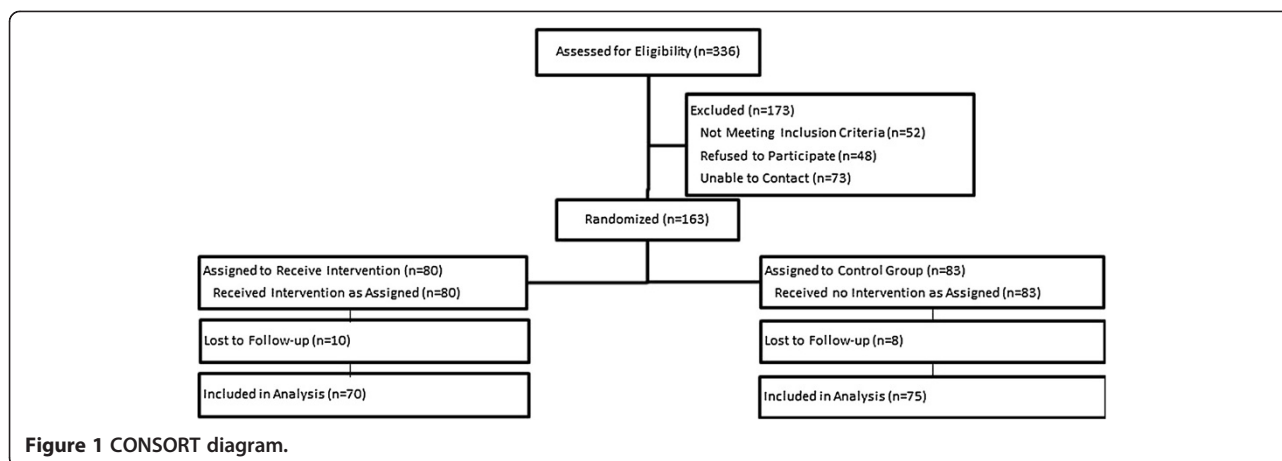 Assessed for Eligibility (n=336)
Excluded (n=173)
Not Meeting Inclusion Criteria (n=52)
Refused to Participate (n=48)
Unable to Contact (n=73)
Randomized (n=163)
Assigned to Receive Intervention (n=80)
Received Intervention as Assigned (n=80)
Assigned to Control Group (n=83)
Received no Intervention as Assigned (n=83)
Lost to Follow-up (n=10)
Lost to Follow-up (n=8)
Included in Analysis (n=70)
Included in Analysis (n=75)
Figure 1 CONSORT diagram.